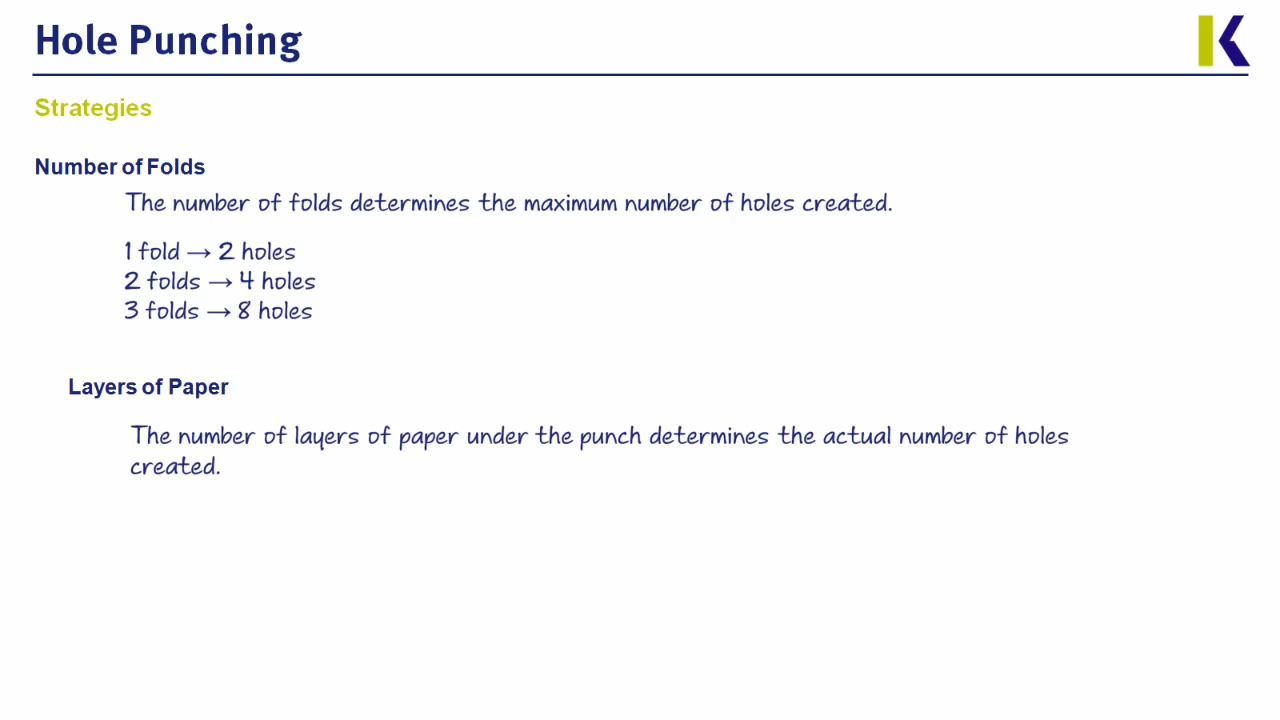 Hole Punching
K
Strategies
Number of Folds
The number of folds determines the maximum number of holes created.
1 fold → 2 holes
2 folds → 4 holes
3 folds → 8 holes
Layers of Paper
The number of layers of paper under the punch determines the actual number of holes
created.